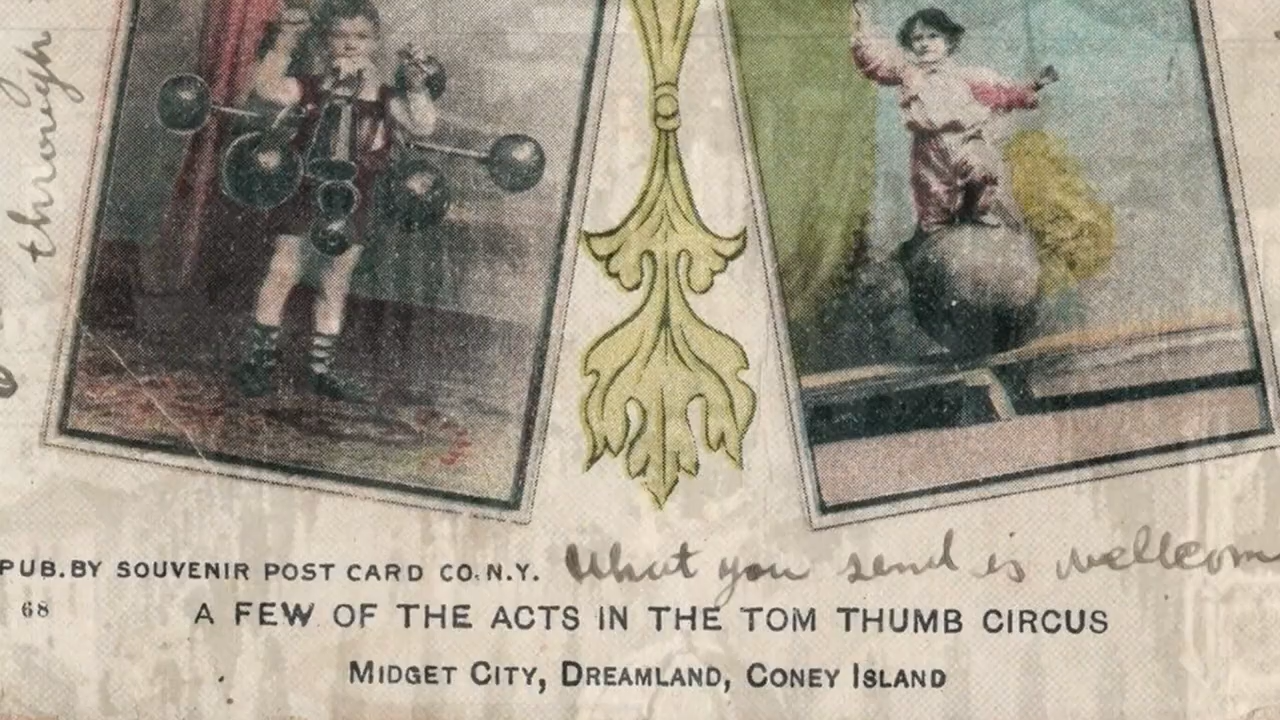 through
PUB. BY SOUVENIR POST CARD CO. N.Y.
What you send is wellcom
68
A FEW OF THE ACTS IN THE TOM THUMB CIRCUS
MIDGET CITY, DREAMLAND, CONEY ISLAND